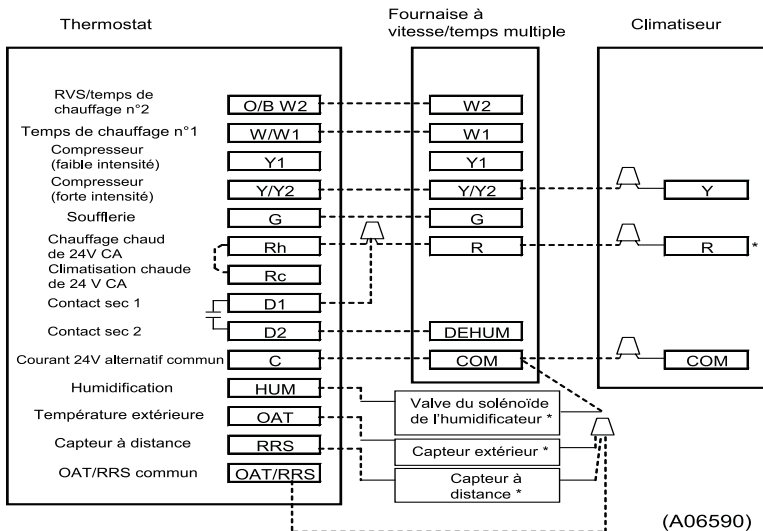 Thermostat
Fournaise à
vitesse/temps multiple
Climatiseur
RVS/temps de
chauffage n°2
O/B W2
W2
Temps de chauffage n°1
W/W1
W1
Compresseur
(faible intensité)
Y1
Y1
Compresseur
(forte intensité)
Y/Y2
Y/Y2
Y
Soufflerie
G
G
Chauffage chaud
de 24V CA
Rh
R
R *
Climatisation chaude
de 24 V CA
Rc
Contact sec 1
D1
Contact sec 2
D2
DEHUM
Courant 24V alternatif commun
C
COM
COM
Humidification
HUM
Valve du solénoïde
de l'humidificateur *
Température extérieure
OAT
Capteur extérieur *
Capteur à distance
RRS
Capteur à
distance *
OAT/RRS commun
OAT/RRS
(A06590)